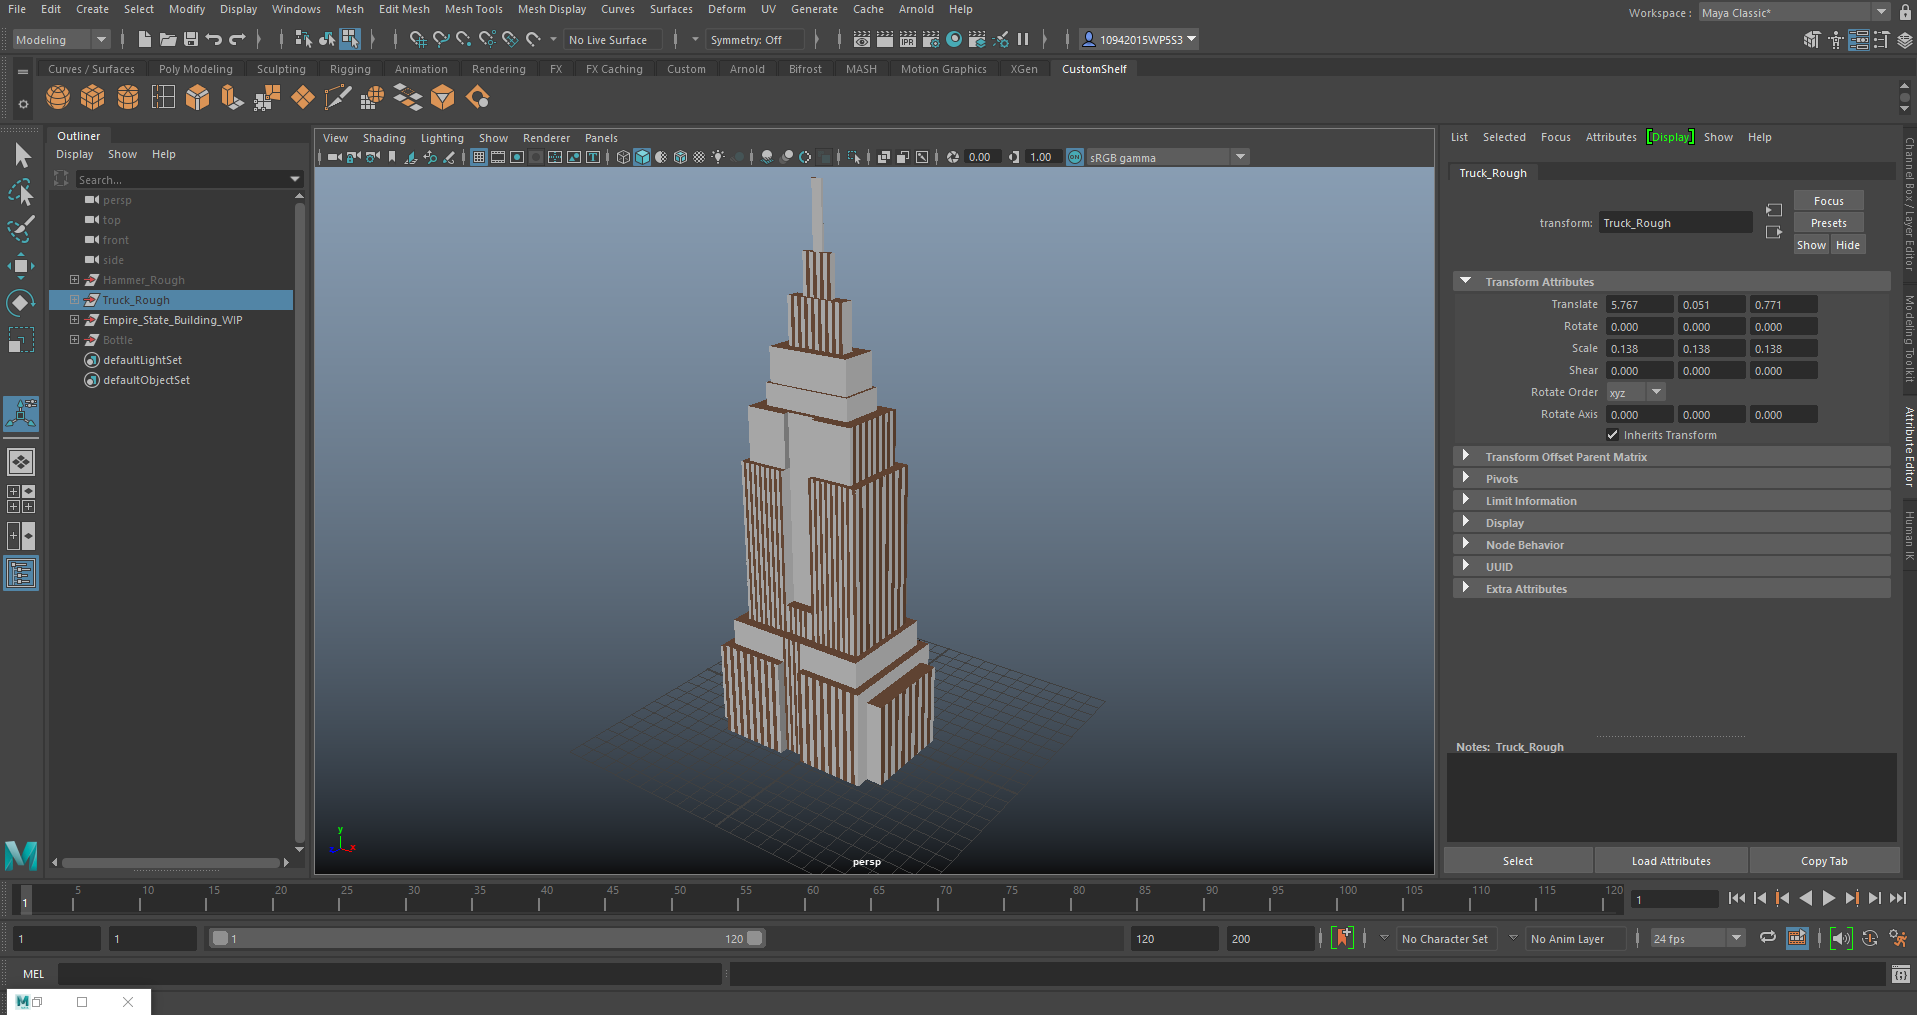 File Edit Create Select Modify Display Windows Mesh Edit Mesh Mesh Tools Mesh Display Curves Surfaces Deform UV Generate Cache Arnold Help
Workspace : Maya Classic*
Modeling
No Live Surface
Symmetry: Off
IPR
10942015WP5S3
Curves / Surfaces Poly Modeling Sculpting Rigging Animation Rendering FX FX Caching Custom Arnold Bifrost MASH Motion Graphics XGen CustomShelf
Outliner
Display Show Help
Search...
persp
top
front
side
Hammer_Rough
Truck_Rough
Empire_State_Building_WIP
Bottle
defaultLightSet
defaultObjectSet
View Shading Lighting Show Renderer Panels
0.00
1.00
ON
sRGB gamma
y
x
persp
List Selected Focus Attributes [Display] Show Help
Truck_Rough
transform: Truck_Rough
Focus
Presets
Show Hide
Transform Attributes
Translate 5.767 0.051 0.771
Rotate 0.000 0.000 0.000
Scale 0.138 0.138 0.138
Shear 0.000 0.000 0.000
Rotate Order xyz
Rotate Axis 0.000 0.000 0.000
Inherits Transform
Transform Offset Parent Matrix
Pivots
Limit Information
Display
Node Behavior
UUID
Extra Attributes
Notes: Truck_Rough
Select Load Attributes Copy Tab
Channel Box / Layer Editor
Modeling Toolkit
Attribute Editor
Human IK
1 5 10 15 20 25 30 35 40 45 50 55 60 65 70 75 80 85 90 95 100 105 110 115 120
1
1 1 1 120 120 200
No Character Set
No Anim Layer
24 fps
MEL
M
M